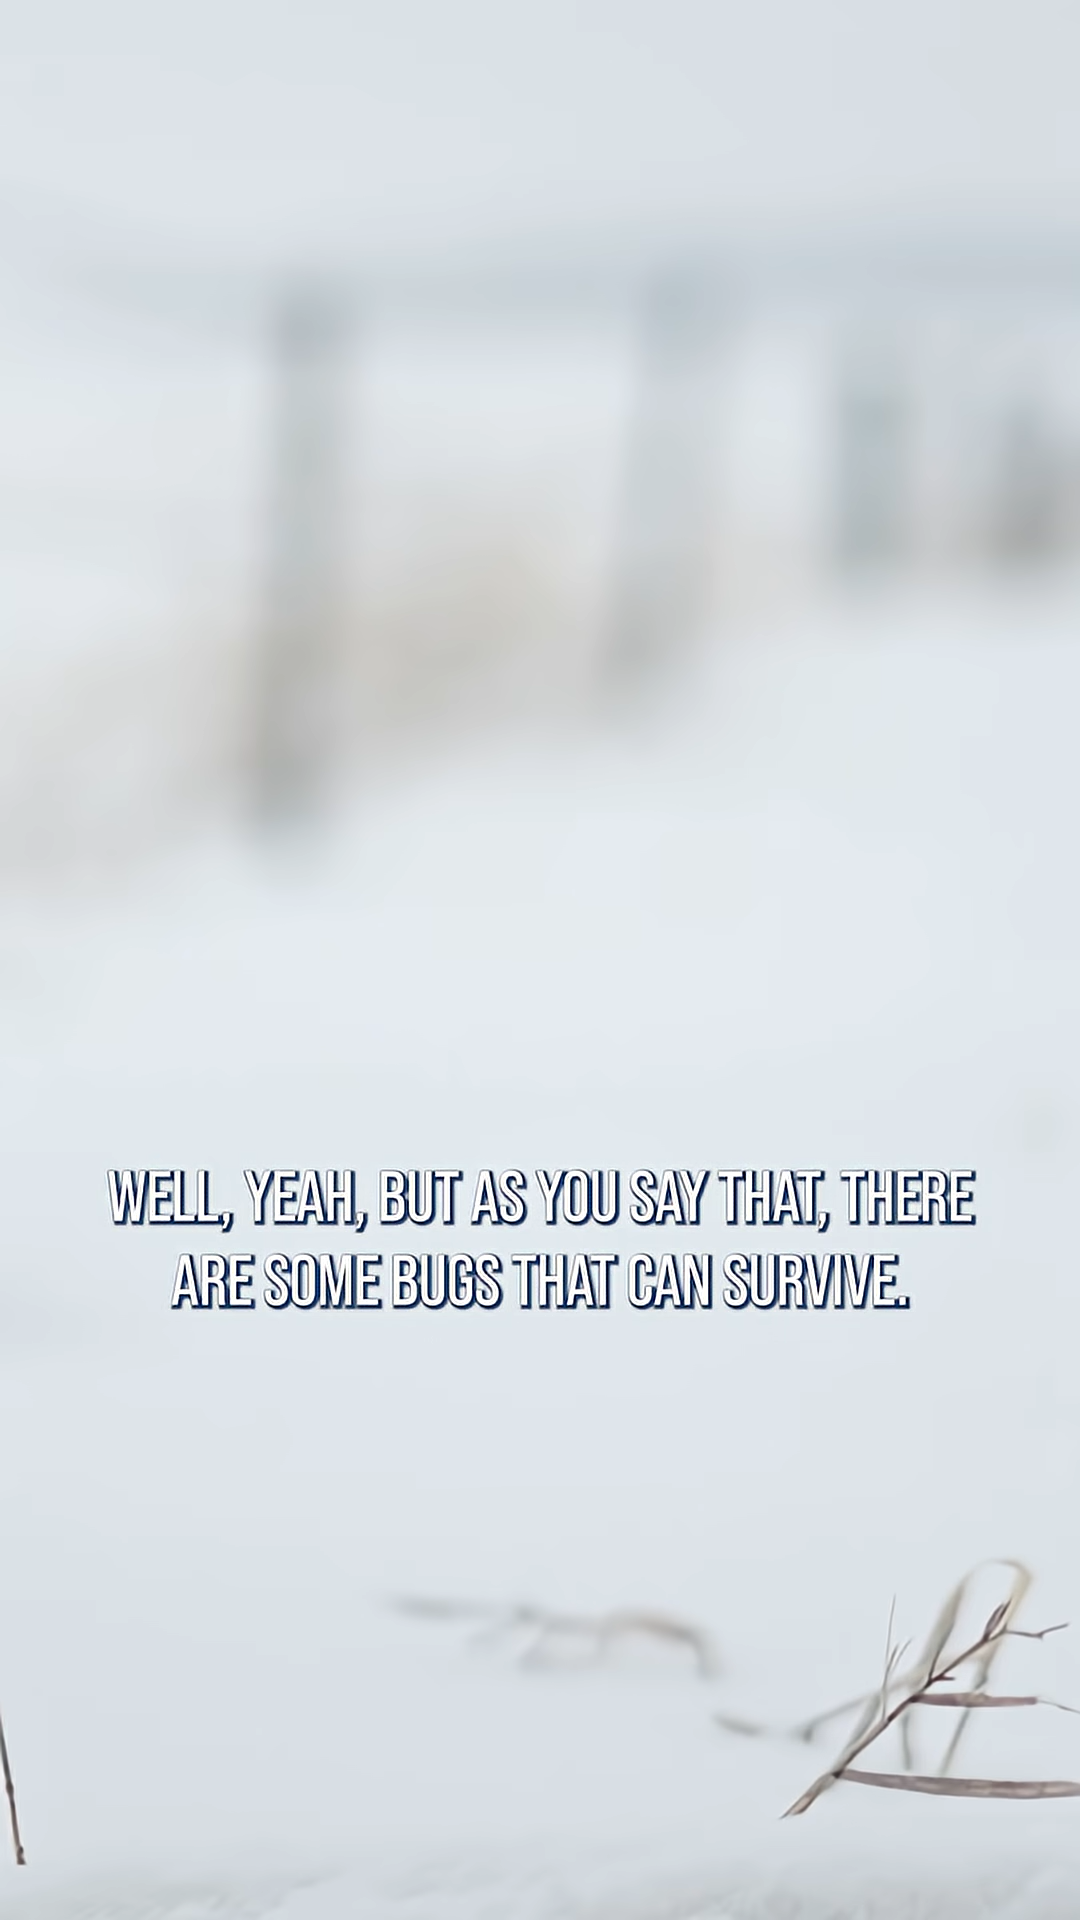 WELL, YEAH, BUT AS YOU SAY THAT, THERE
ARE SOME BUGS THAT CAN SURVIVE.